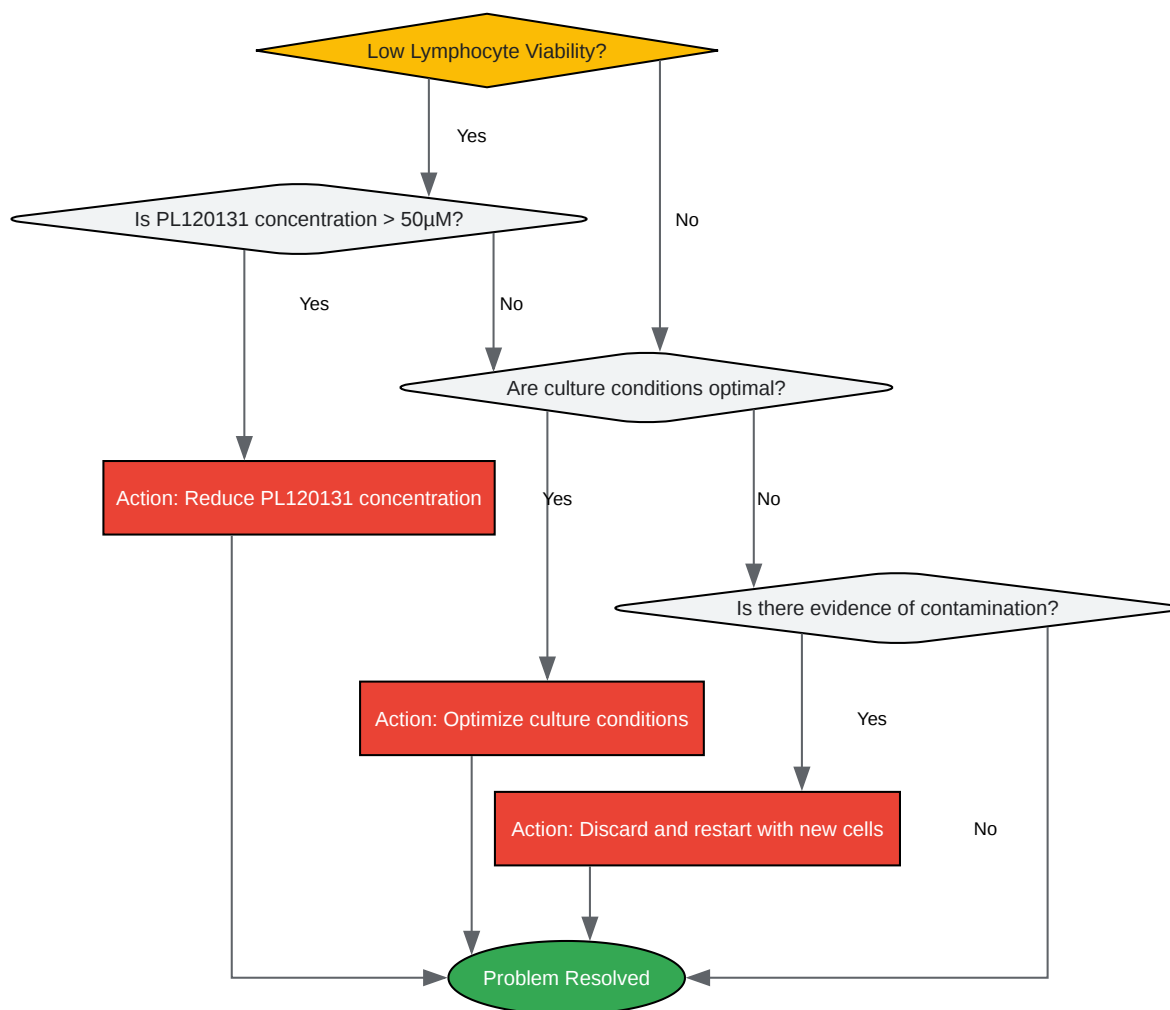 Low Lymphocyte Viability?
Yes
No
Is PL120131 concentration > 50µM?
Yes
No
Are culture conditions optimal?
Action: Reduce PL120131 concentration
Yes
No
Is there evidence of contamination?
Action: Optimize culture conditions
Yes
Action: Discard and restart with new cells
No
Problem Resolved